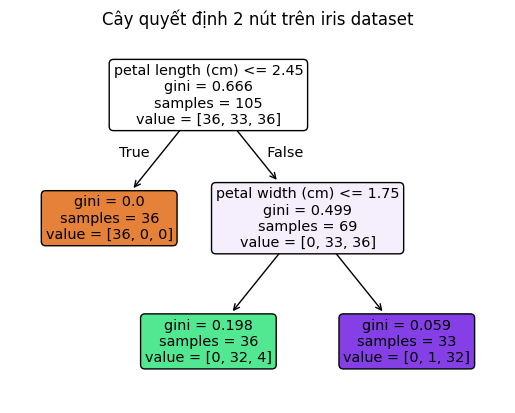 Cây quyết định 2 nút trên iris dataset
petal length (cm) <= 2.45
gini = 0.666
samples = 105
value = [36, 33, 36]
True
False
gini = 0.0
samples = 36
value = [36, 0, 0]
petal width (cm) <= 1.75
gini = 0.499
samples = 69
value = [0, 33, 36]
gini = 0.198
samples = 36
value = [0, 32, 4]
gini = 0.059
samples = 33
value = [0, 1, 32]